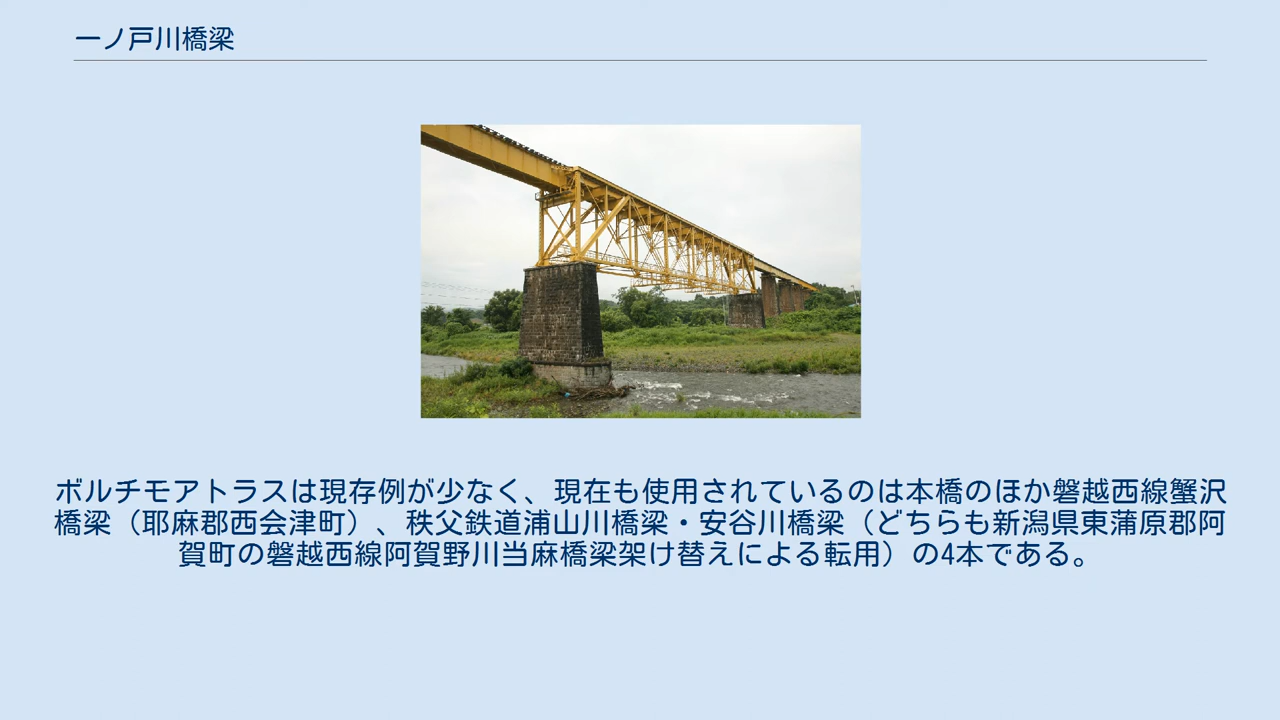 一ノ戸川橋梁
ボルチモアトラスは現存例が少なく、現在も使用されているのは本橋のほか磐越西線蟹沢
橋梁（耶麻郡西会津町）、秩父鉄道浦山川橋梁・安谷川橋梁（どちらも新潟県東蒲原郡阿
賀町の磐越西線阿賀野川当麻橋梁架け替えによる転用）の4本である。